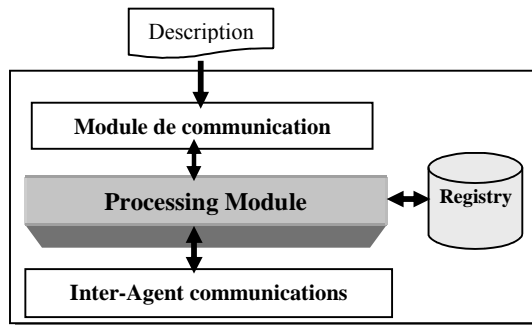 Description
Module de communication
Processing Module
Registry
Inter-Agent communications